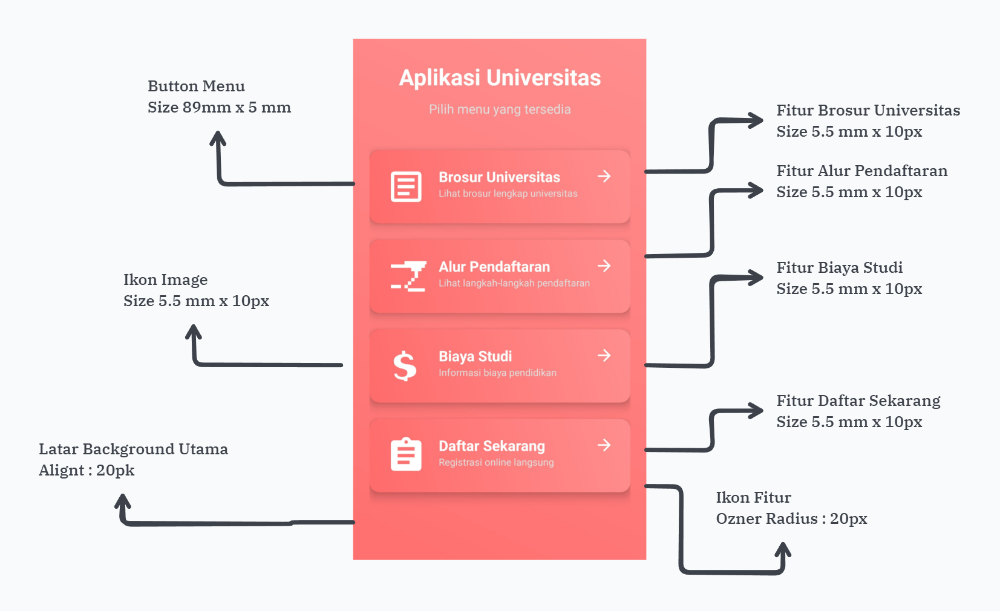 Aplikasi Universitas
Pilih menu yang tersedia
Button Menu
Size 89mm x 5 mm
Ikon Image
Size 5.5 mm x 10px
Latar Background Utama
Alignt : 20pk
Brosur Universitas
Lihat brosur lengkap universitas
Alur Pendaftaran
Lihat langkah-langkah pendaftaran
Biaya Studi
Informasi biaya pendidikan
Daftar Sekarang
Registrasi online langsung
Fitur Brosur Universitas
Size 5.5 mm x 10px
Fitur Alur Pendaftaran
Size 5.5 mm x 10px
Fitur Biaya Studi
Size 5.5 mm x 10px
Fitur Daftar Sekarang
Size 5.5 mm x 10px
Ikon Fitur
Ozner Radius : 20px